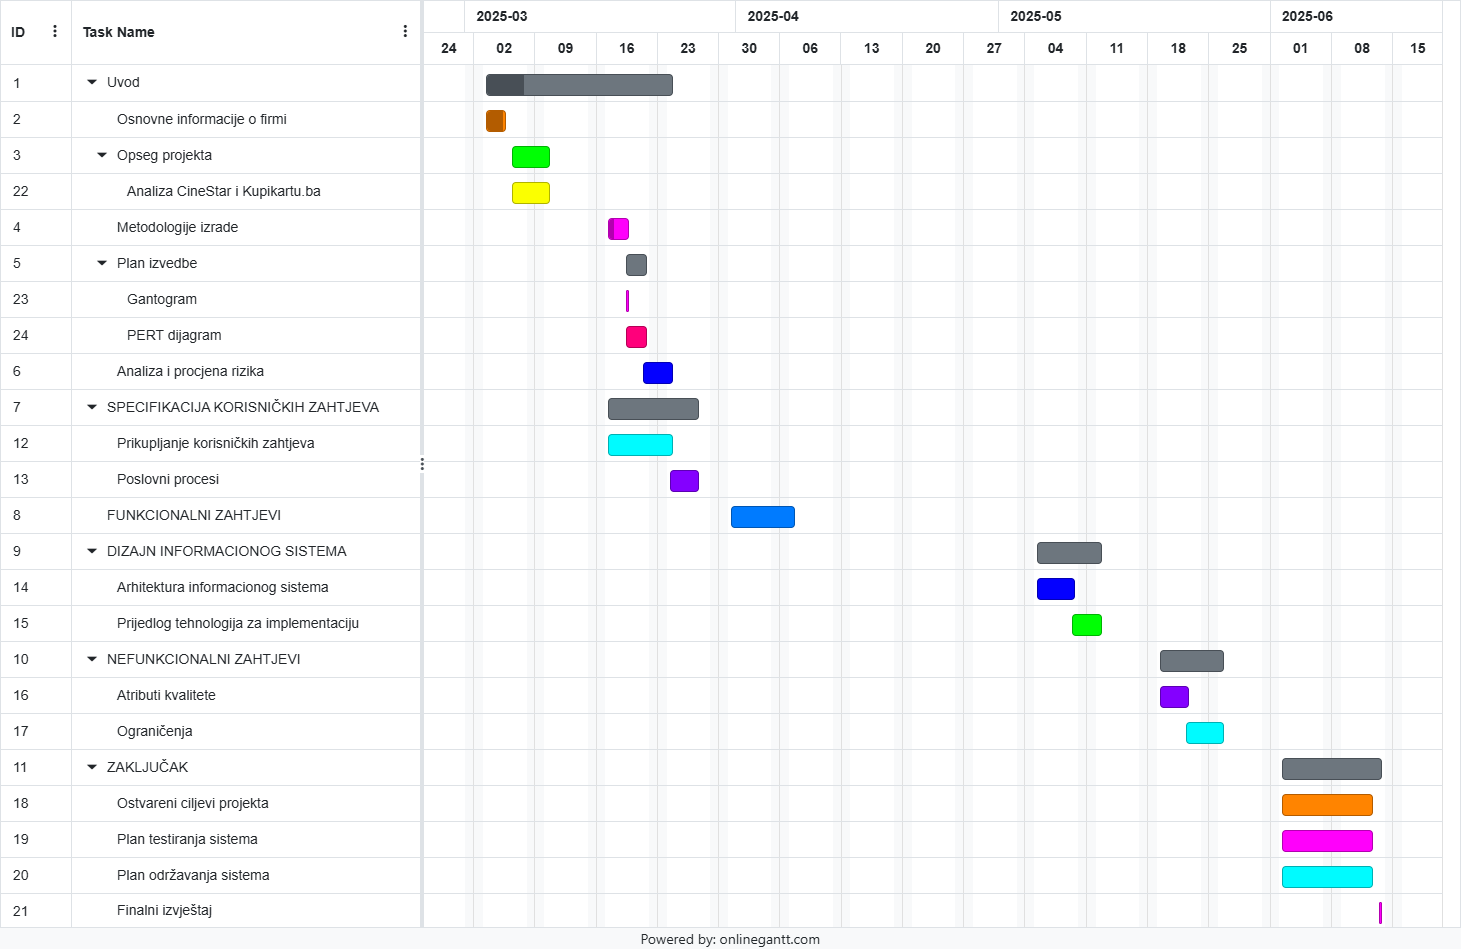 ID Task Name 2025-03 2025-04 2025-05 2025-06
24 02 09 16 23 30 06 13 20 27 04 11 18 25 01 08 15
1 Uvod
2 Osnovne informacije o firmi
3 Opseg projekta
22 Analiza CineStar i Kupikartu.ba
4 Metodologije izrade
5 Plan izvedbe
23 Gantogram
24 PERT dijagram
6 Analiza i procjena rizika
7 SPECIFIKACIJA KORISNIČKIH ZAHTJEVA
12 Prikupljanje korisničkih zahtjeva
13 Poslovni procesi
8 FUNKCIONALNI ZAHTJEVI
9 DIZAJN INFORMACIONOG SISTEMA
14 Arhitektura informacionog sistema
15 Prijedlog tehnologija za implementaciju
10 NEFUNKCIONALNI ZAHTJEVI
16 Atributi kvalitete
17 Ograničenja
11 ZAKLJUČAK
18 Ostvareni ciljevi projekta
19 Plan testiranja sistema
20 Plan održavanja sistema
21 Finalni izvještaj
Powered by: onlinegantt.com